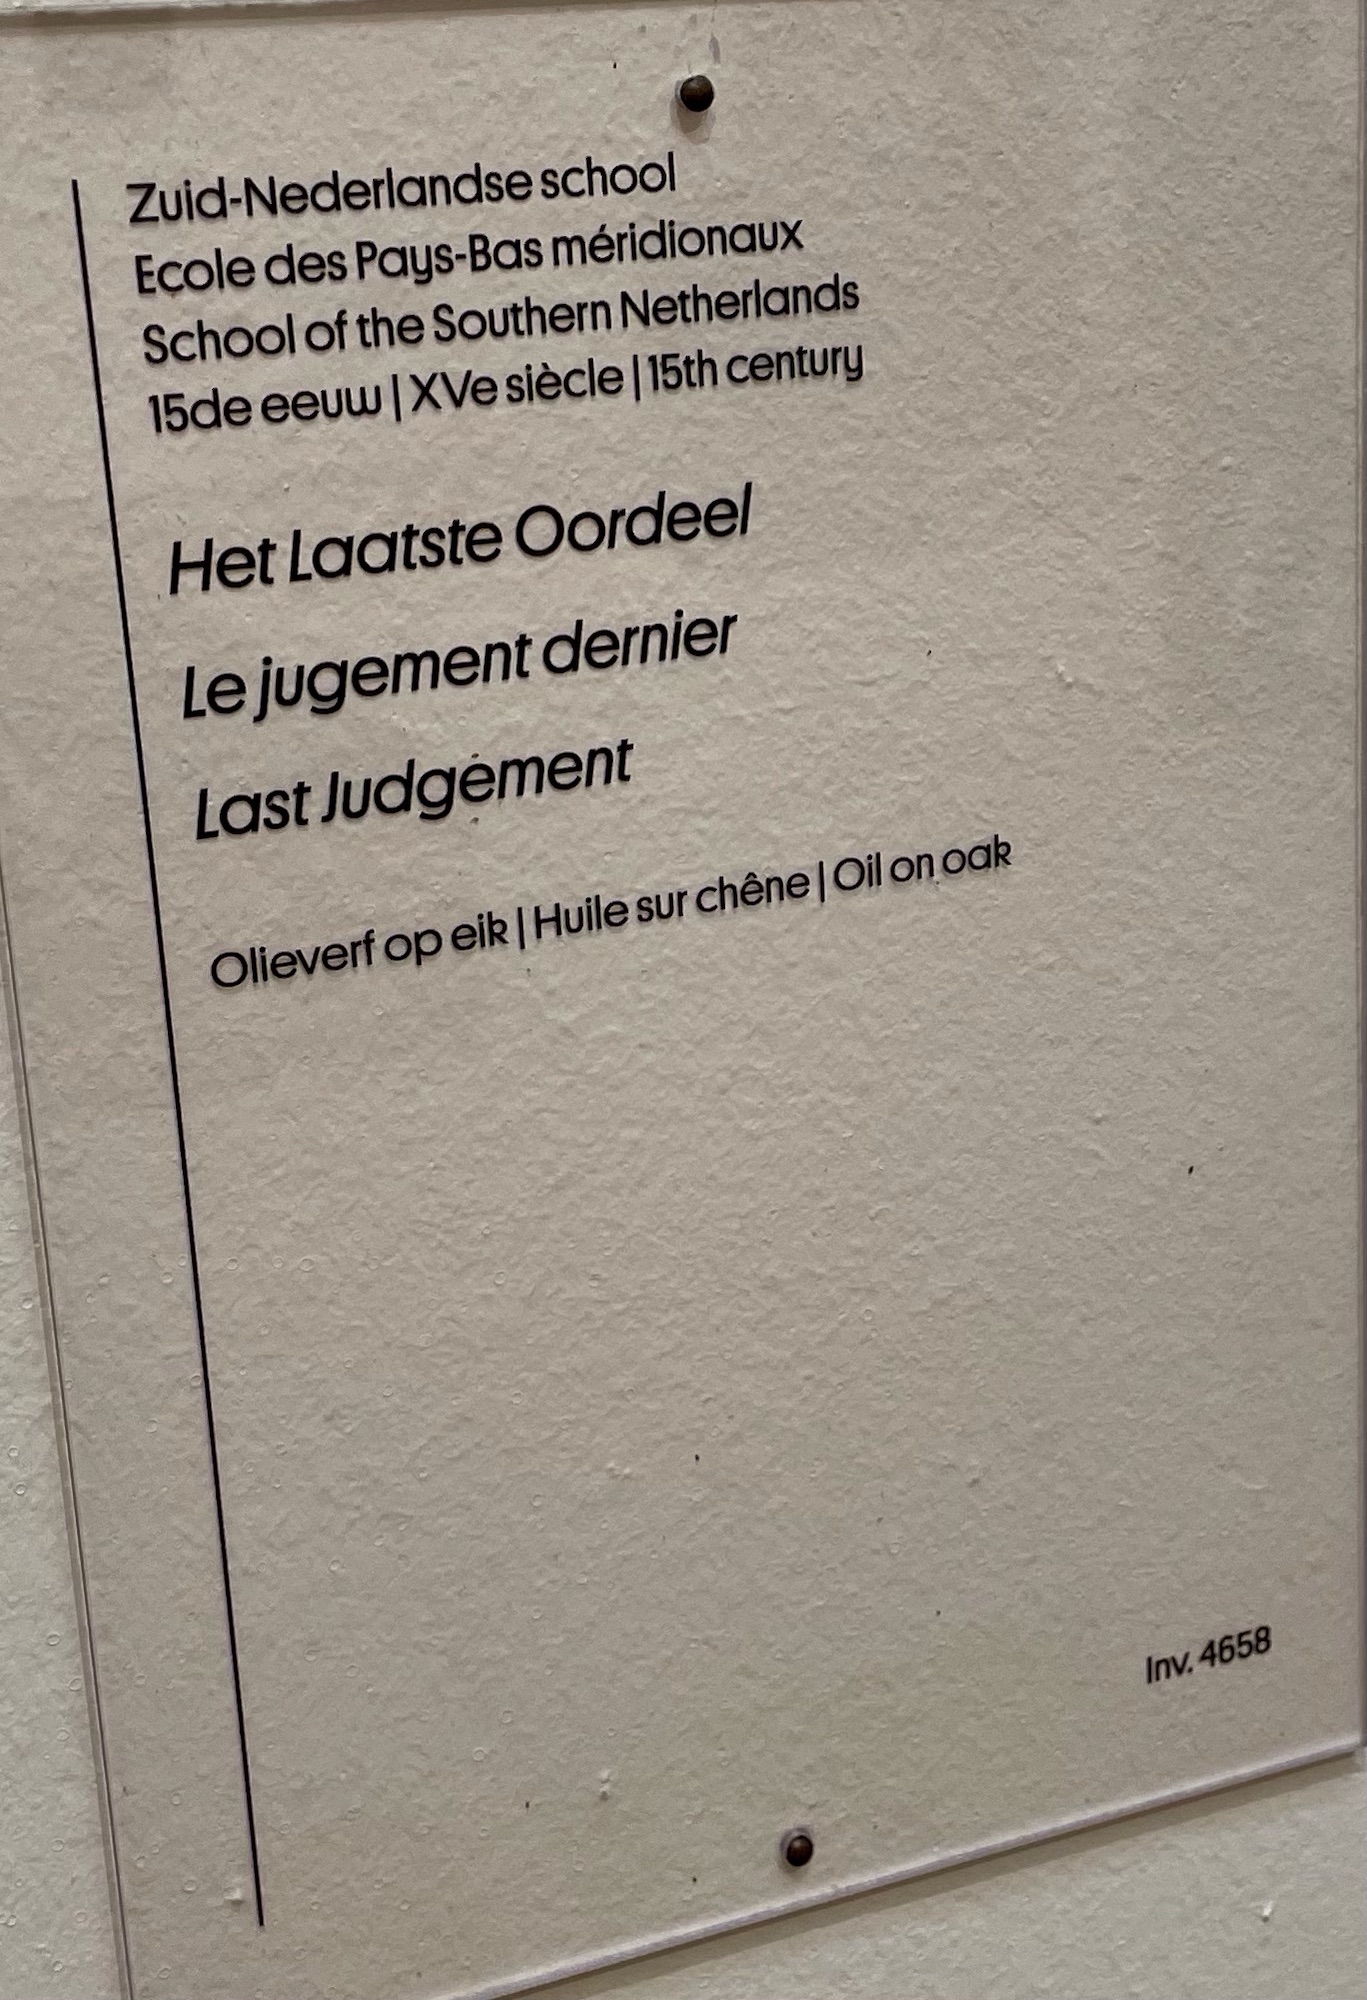 Zuid-Nederlandse school
Ecole des Pays-Bas méridionaux
School of the Southern Netherlands
15de eeuw | XVe siècle | 15th century
Het Laatste Oordeel
Le jugement dernier
Last Judgement
Olieverf op eik | Huile sur chêne | Oil on oak
Inv. 4658